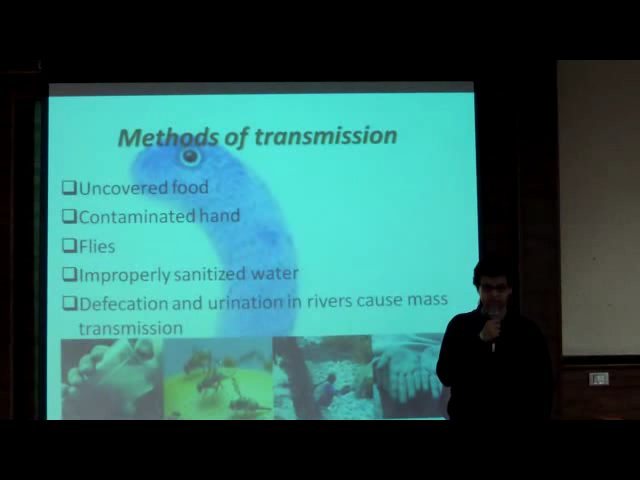 Methods of transmission
Uncovered food
Contaminated hand
Flies
Improperly sanitized water
Defecation and urination in rivers cause mass
transmission